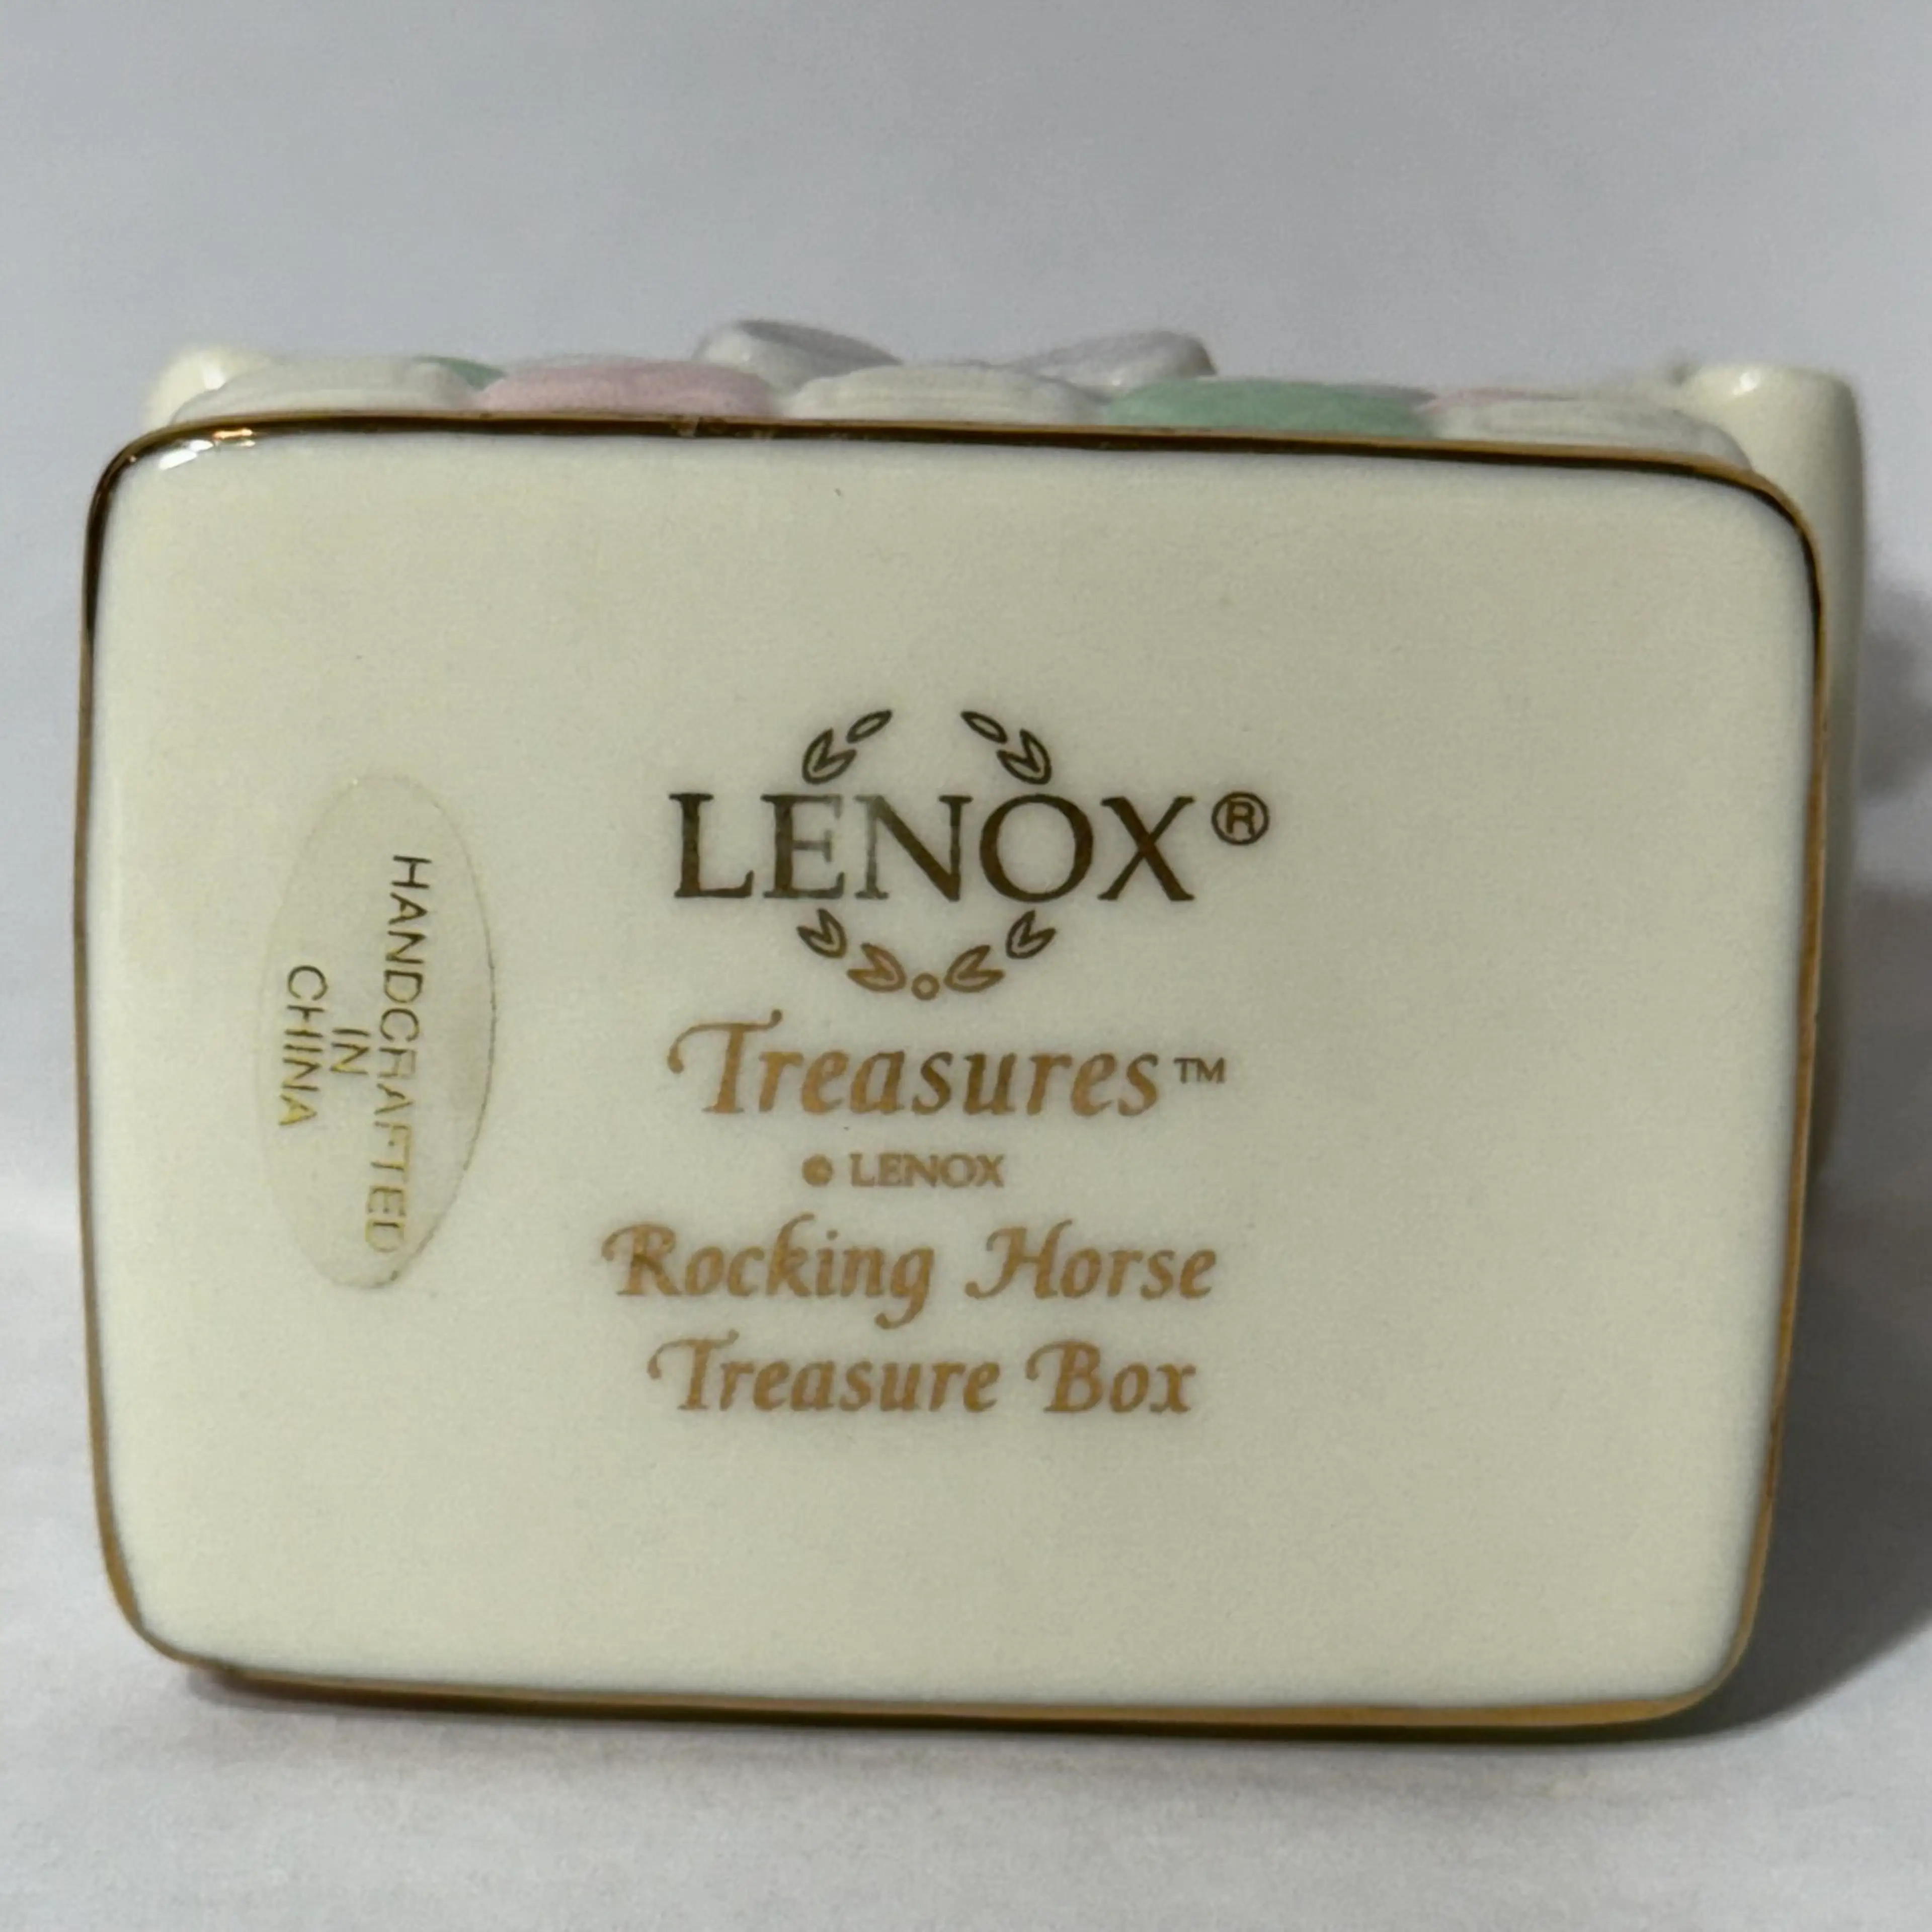 LENOX®
Treasures™
© LENOX
Rocking Horse
Treasure Box
HANDCRAFTED
IN
CHINA